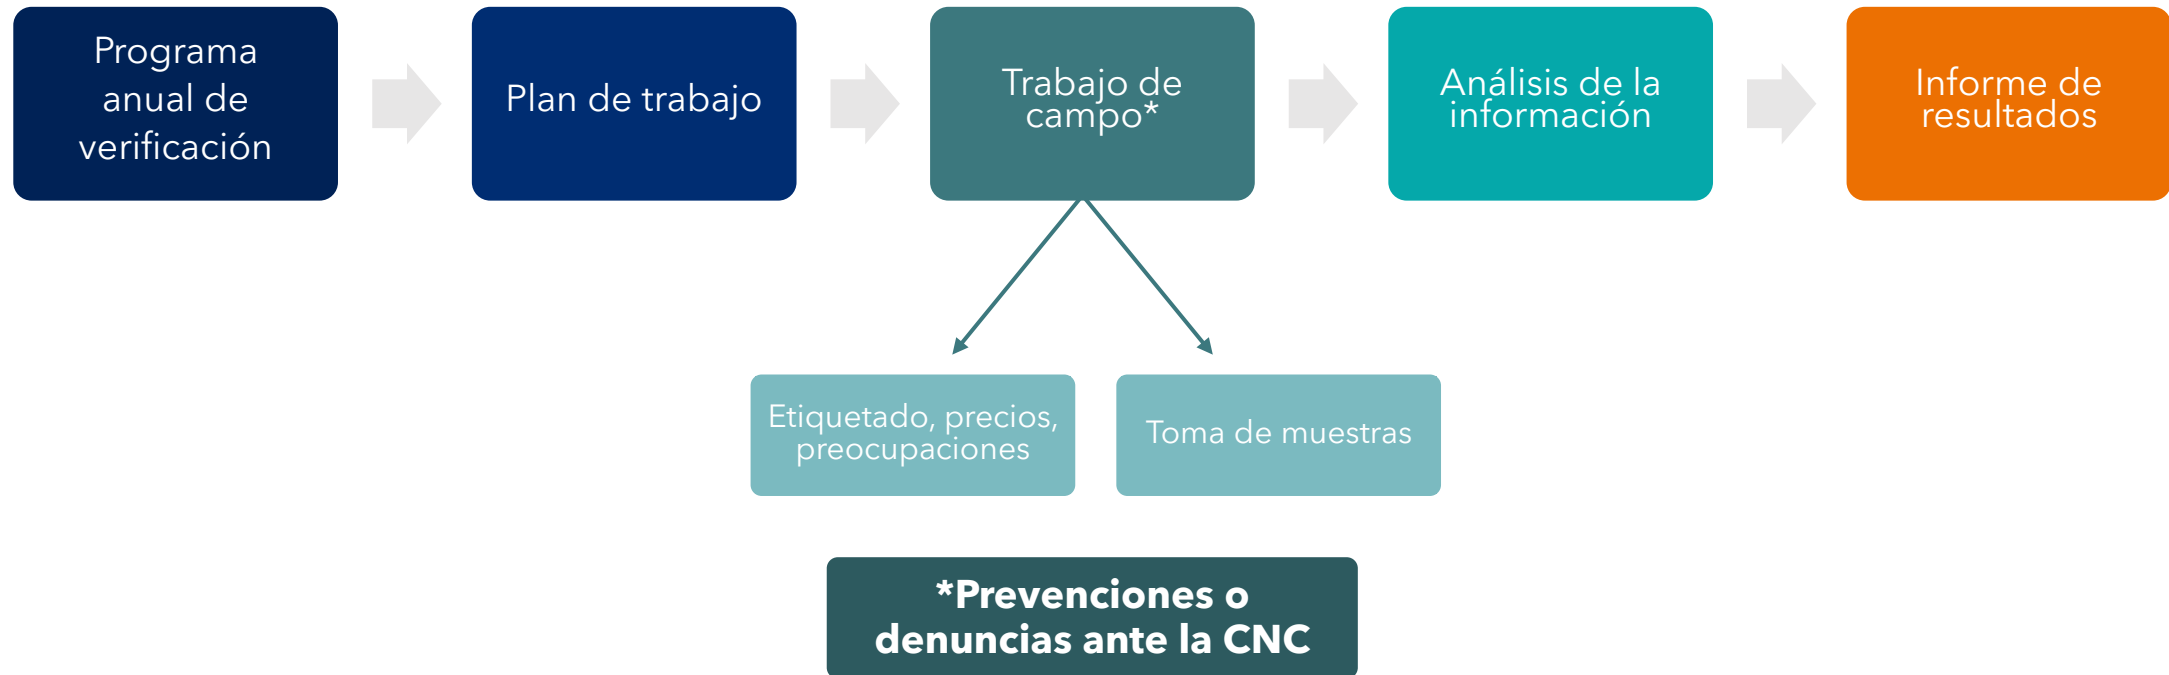 Programa
anual de
verificación
Plan de trabajo
Trabajo de
campo*
Análisis de la
información
Informe de
resultados
Etiquetado, precios,
preocupaciones
Toma de muestras
*Prevenciones o
denuncias ante la CNC